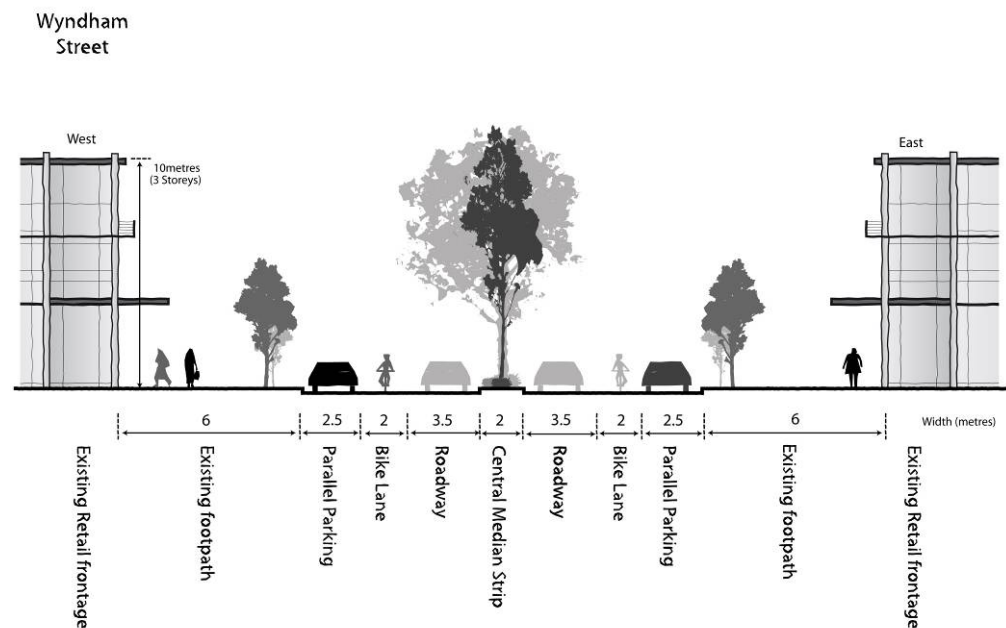 Wyndham
Street
West
East
10metres
(3 Storeys)
6
2.5
2
3.5
2
3.5
2
2.5
6
Width (metres)
Existing Retail frontage
Existing footpath
Parallel Parking
Bike Lane
Roadway
Central Median Strip
Roadway
Bike Lane
Parallel Parking
Existing footpath
Existing Retail frontage